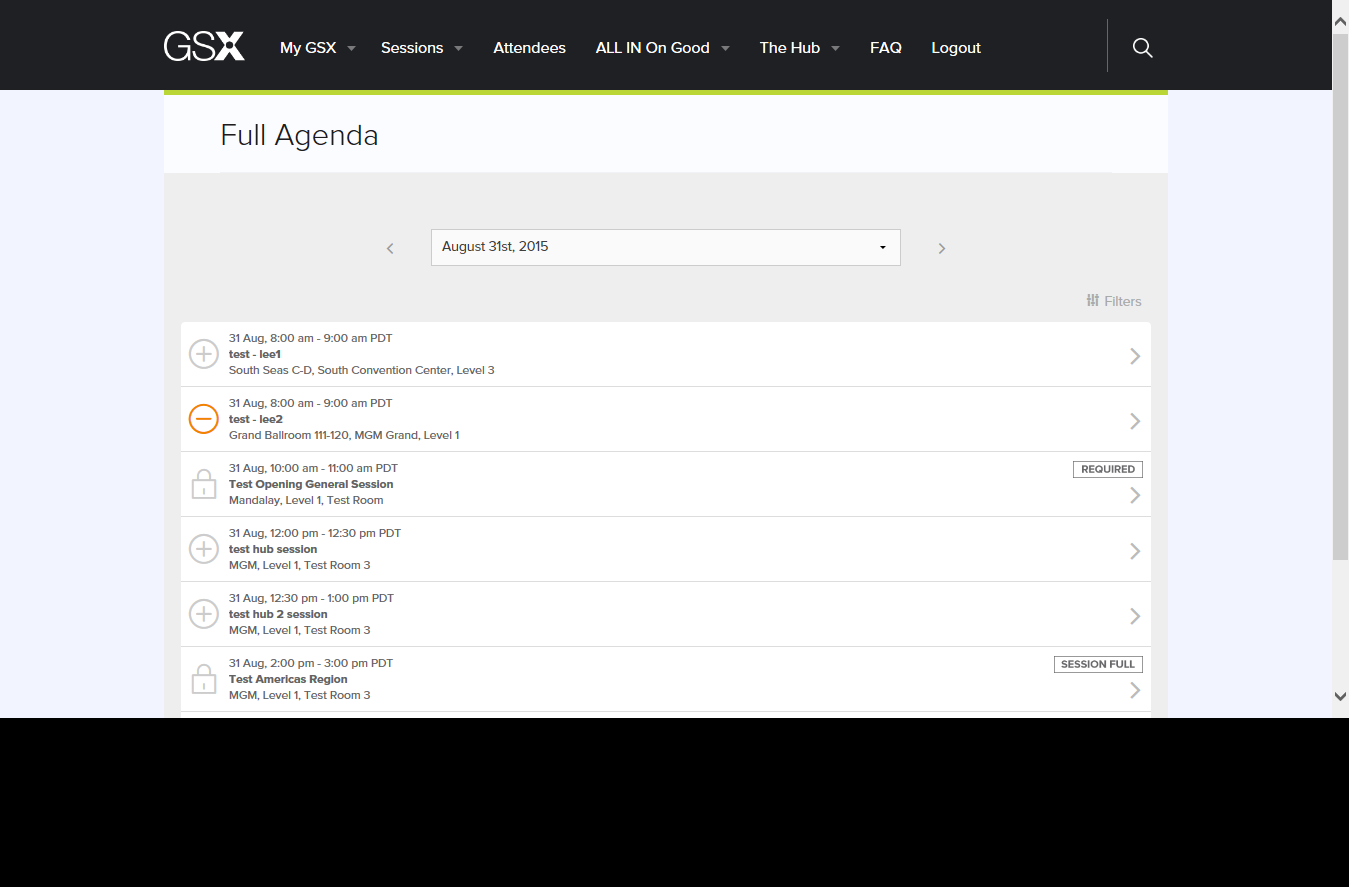 GSX My GSX Sessions Attendees ALL IN On Good The Hub FAQ Logout
Full Agenda
August 31st, 2015
Filters
31 Aug, 8:00 am - 9:00 am PDT
test - lee1
South Seas C-D, South Convention Center, Level 3
31 Aug, 8:00 am - 9:00 am PDT
test - lee2
Grand Ballroom 111-120, MGM Grand, Level 1
31 Aug, 10:00 am - 11:00 am PDT
REQUIRED
Test Opening General Session
Mandalay, Level 1, Test Room
31 Aug, 12:00 pm - 12:30 pm PDT
test hub session
MGM, Level 1, Test Room 3
31 Aug, 12:30 pm - 1:00 pm PDT
test hub 2 session
MGM, Level 1, Test Room 3
31 Aug, 2:00 pm - 3:00 pm PDT
SESSION FULL
Test Americas Region
MGM, Level 1, Test Room 3